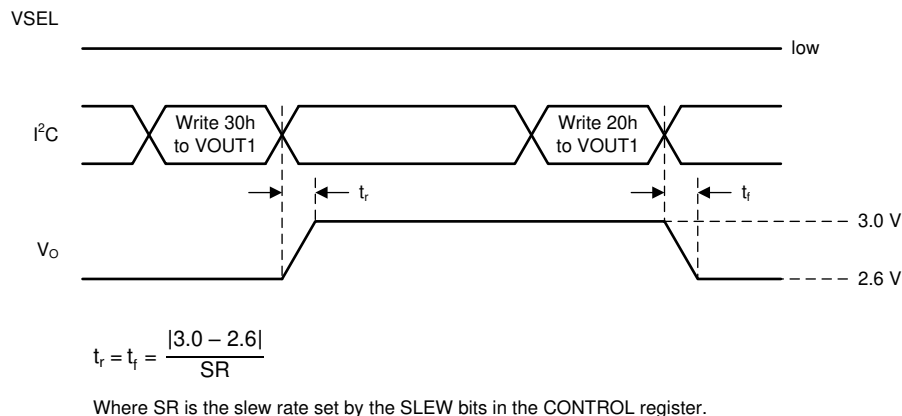 VSEL
low
I²C
Write 30h
to VOUT1
Write 20h
to VOUT1
tr
tf
VO
3.0 V
2.6 V
tr = tf = |3.0 – 2.6| / SR
Where SR is the slew rate set by the SLEW bits in the CONTROL register.